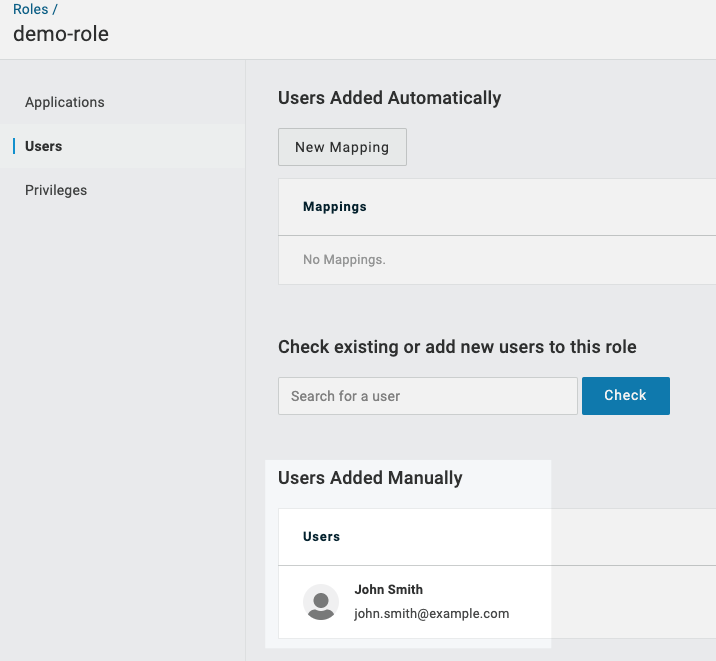 Roles /
demo-role
Applications
Users
Privileges
Users Added Automatically
New Mapping
Mappings
No Mappings.
Check existing or add new users to this role
Search for a user
Check
Users Added Manually
Users
John Smith
john.smith@example.com